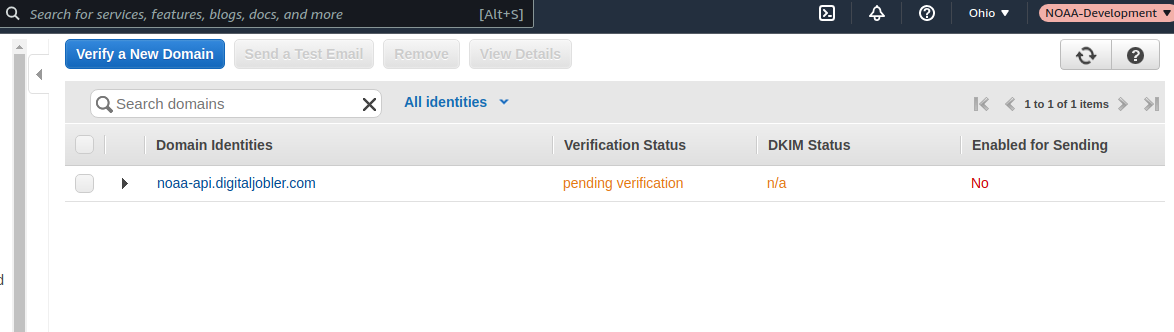 Search for services, features, blogs, docs, and more [Alt+S] Ohio NOAA-Development
Verify a New Domain Send a Test Email Remove View Details
Search domains All identities 1 to 1 of 1 items
Domain Identities Verification Status DKIM Status Enabled for Sending
noaa-api.digitaljobler.com pending verification n/a No
d